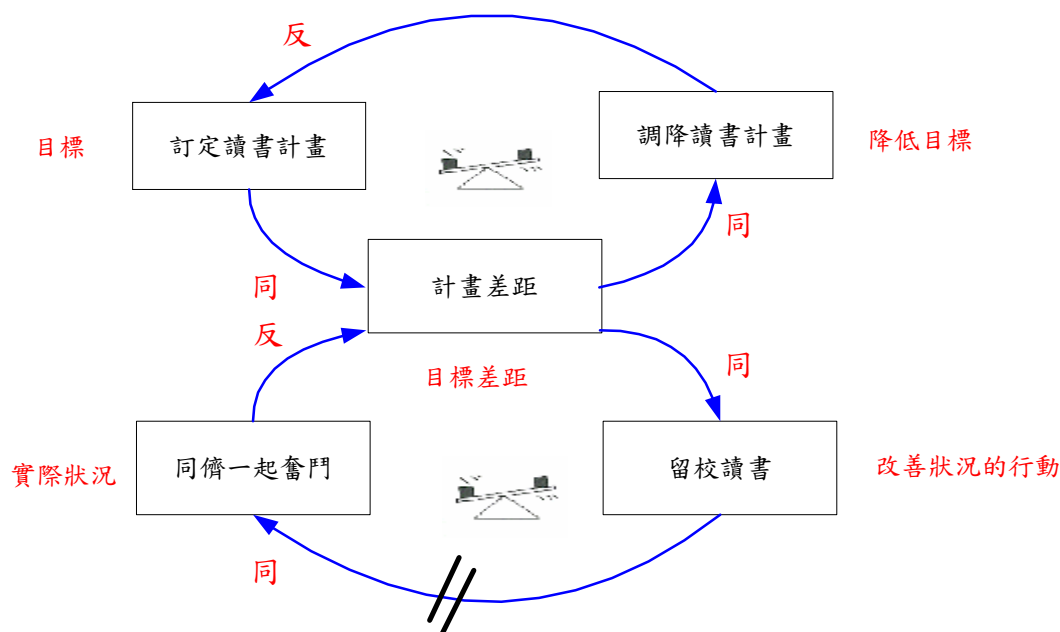 反
目標
訂定讀書計畫
調降讀書計畫
降低目標
同
同
計畫差距
反
目標差距
同
實際狀況
同儕一起奮鬥
留校讀書
改善狀況的行動
同